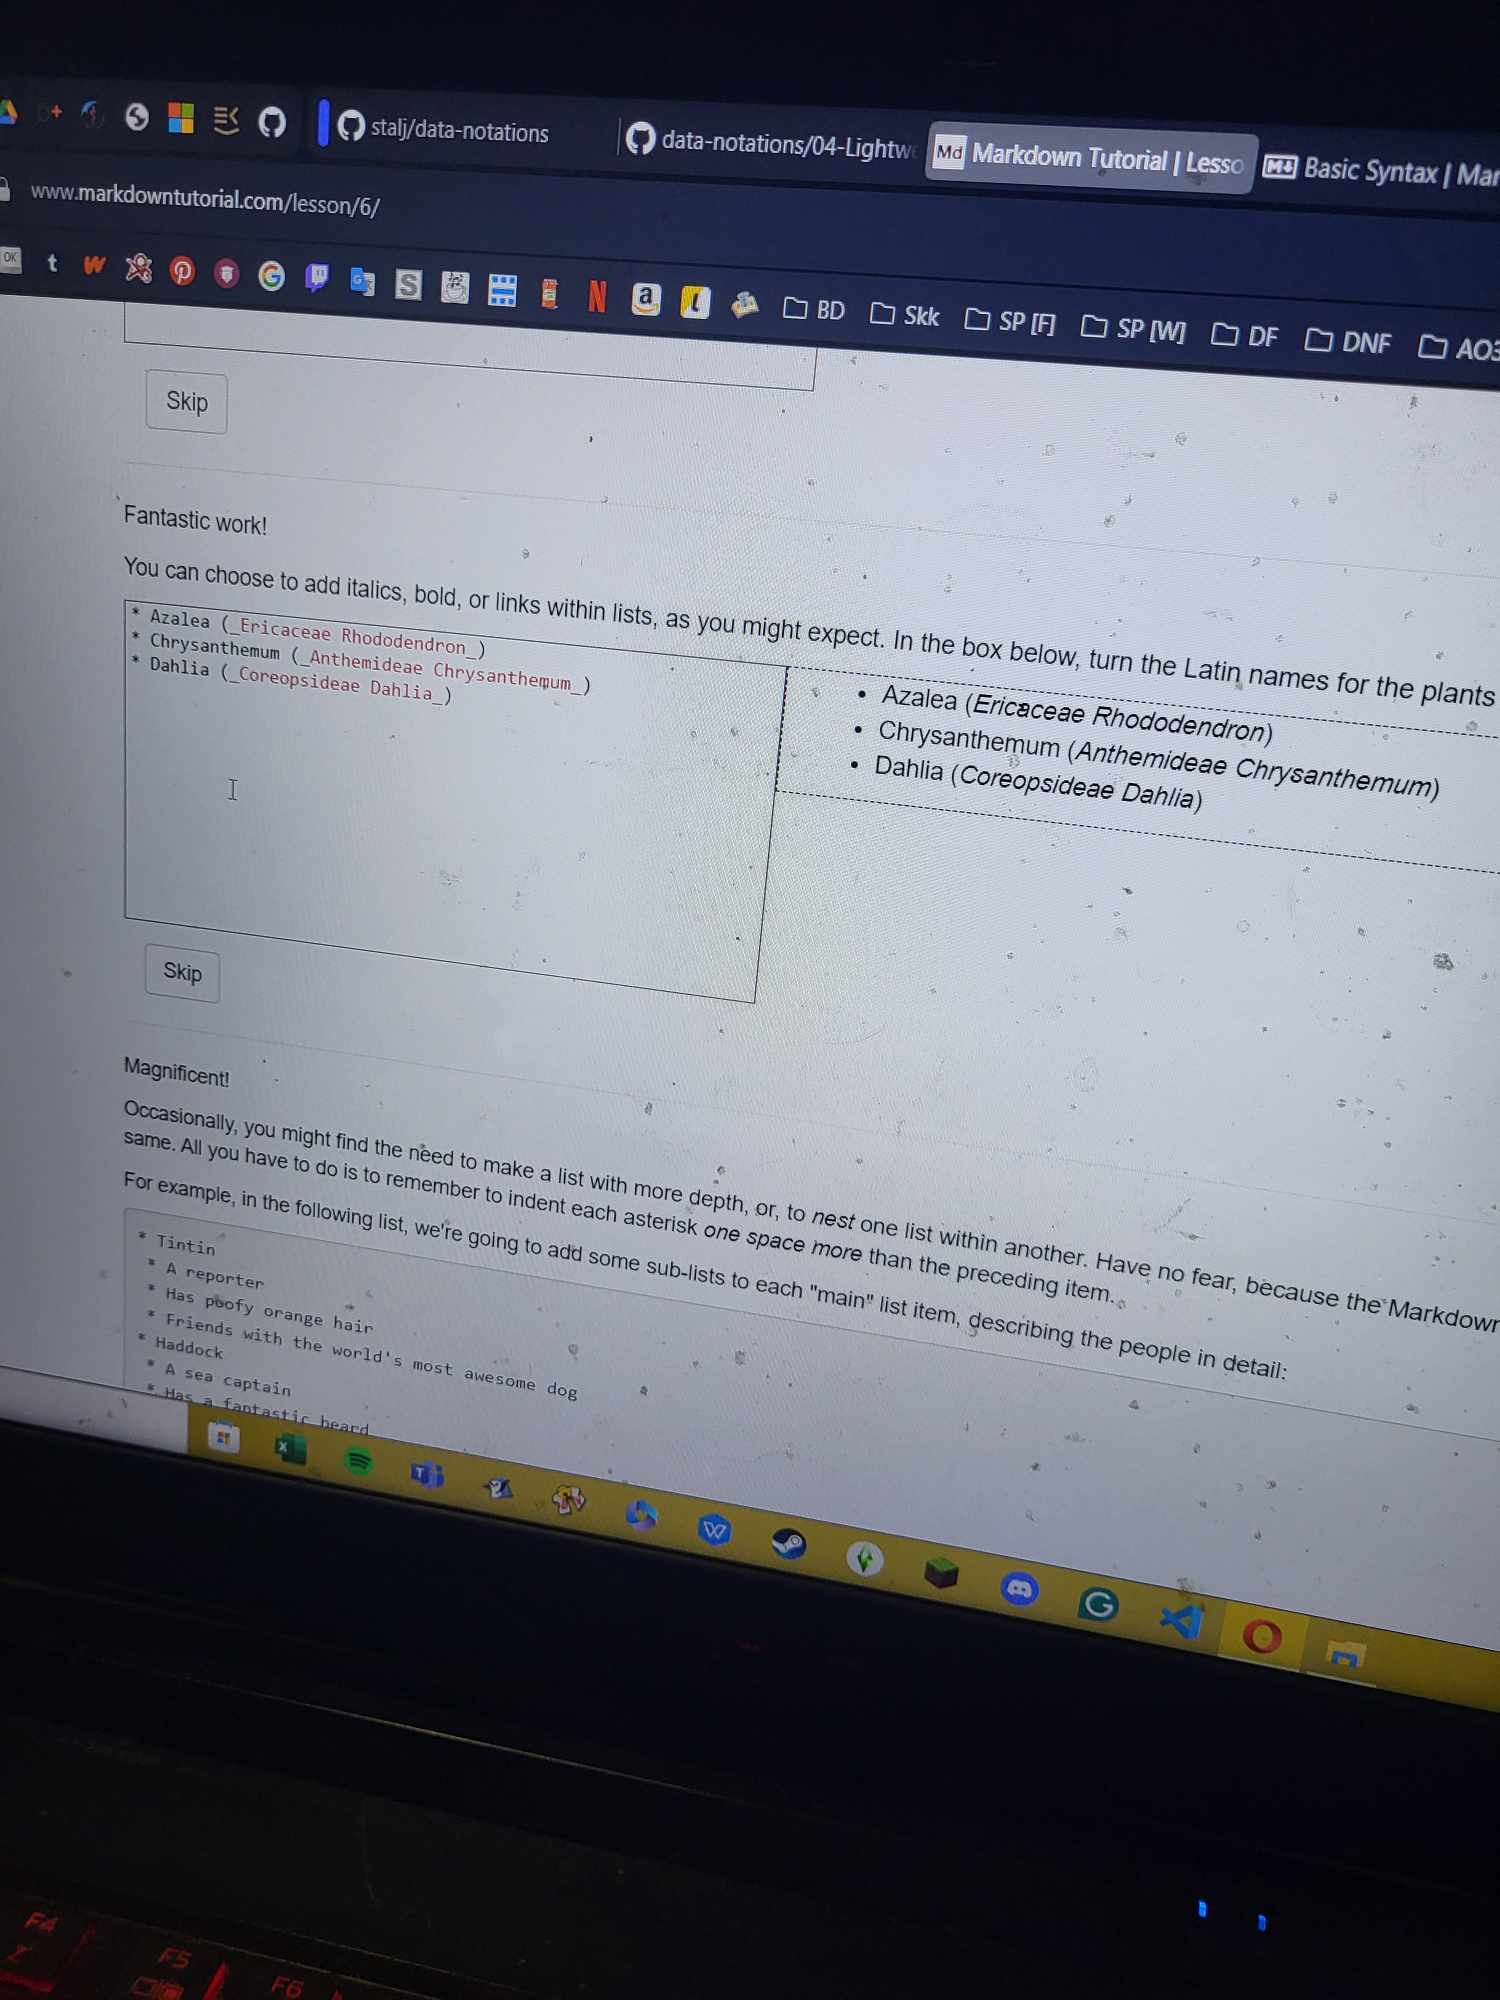 stalj/data-notations
data-notations/04-Lightwe
Md Markdown Tutorial | Lesso
M Basic Syntax | Mar
www.markdowntutorial.com/lesson/6/
OK
BD
Skk
SP [F]
SP [W]
DF
DNF
AO3
Skip
Fantastic work!
You can choose to add italics, bold, or links within lists, as you might expect. In the box below, turn the Latin names for the plants
* Azalea (_Ericaceae Rhododendron_)
* Chrysanthemum (_Anthemideae Chrysanthemum_)
* Dahlia (_Coreopsideae Dahlia_)
• Azalea (Ericaceae Rhododendron)
• Chrysanthemum (Anthemideae Chrysanthemum)
• Dahlia (Coreopsideae Dahlia)
Skip
Magnificent!
Occasionally, you might find the need to make a list with more depth, or, to nest one list within another. Have no fear, because the Markdown
same. All you have to do is to remember to indent each asterisk one space more than the preceding item.
For example, in the following list, we're going to add some sub-lists to each "main" list item, describing the people in detail:
* Tintin
* A reporter
* Has poofy orange hair
* Friends with the world's most awesome dog
* Haddock
* A sea captain
* Has a fantastic beard
F4
F5
F6